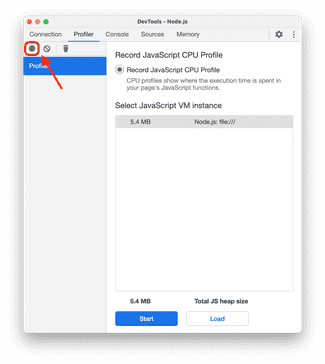 DevTools - Node.js
Connection Profiler Console Sources Memory
Profiles
Record JavaScript CPU Profile
Record JavaScript CPU Profile
CPU profiles show where the execution time is spent in
your page's JavaScript functions.
Select JavaScript VM instance
5.4 MB Node.js: file:///
5.4 MB Total JS heap size
Start Load